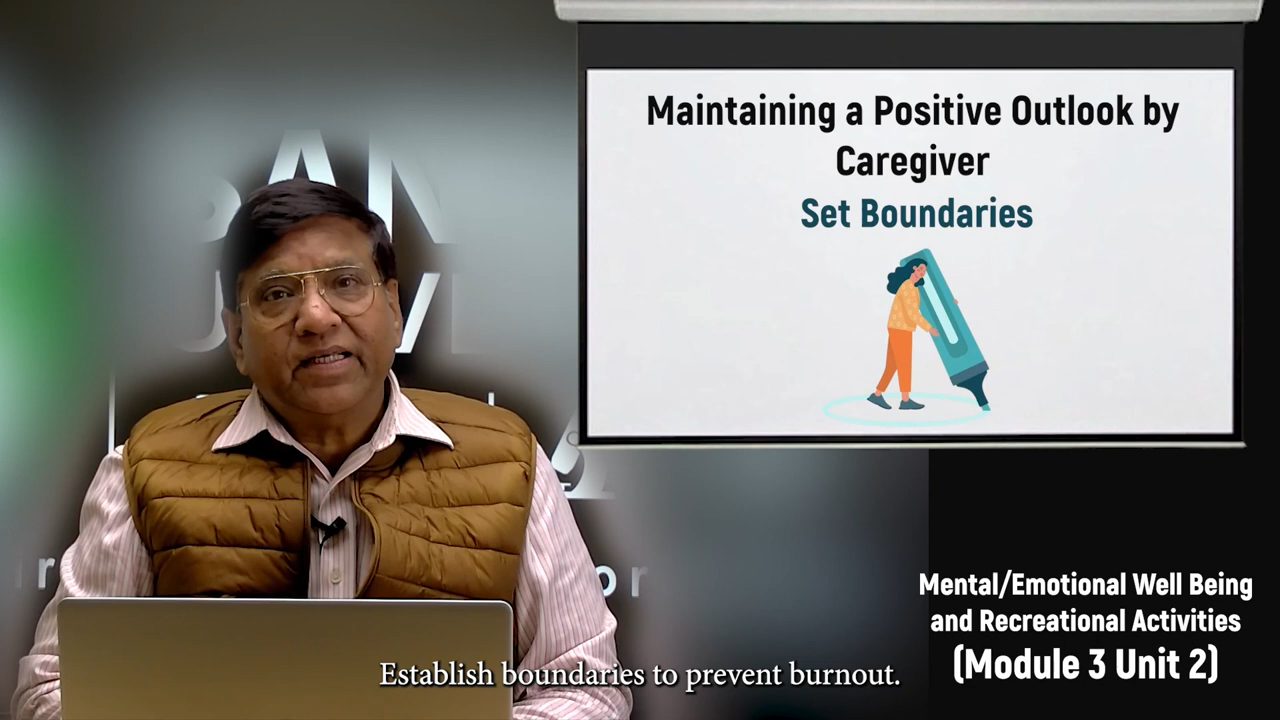 Maintaining a Positive Outlook by
Caregiver
Set Boundaries
Mental/Emotional Well Being
and Recreational Activities
(Module 3 Unit 2)
Establish boundaries to prevent burnout.